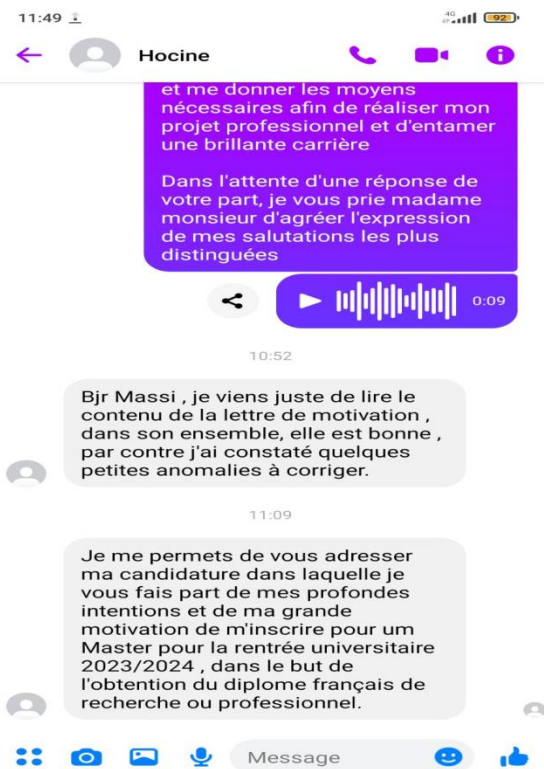 11:49
4G
92
Hocine
et me donner les moyens
nécessaires afin de réaliser mon
projet professionnel et d'entamer
une brillante carrière
Dans l'attente d'une réponse de
votre part, je vous prie madame
monsieur d'agréer l'expression
de mes salutations les plus
distinguées
0:09
10:52
Bjr Massi , je viens juste de lire le
contenu de la lettre de motivation ,
dans son ensemble, elle est bonne ,
par contre j'ai constaté quelques
petites anomalies à corriger.
11:09
Je me permets de vous adresser
ma candidature dans laquelle je
vous fais part de mes profondes
intentions et de ma grande
motivation de m'inscrire pour um
Master pour la rentrée universitaire
2023/2024 , dans le but de
l'obtention du diplome français de
recherche ou professionnel.
Message